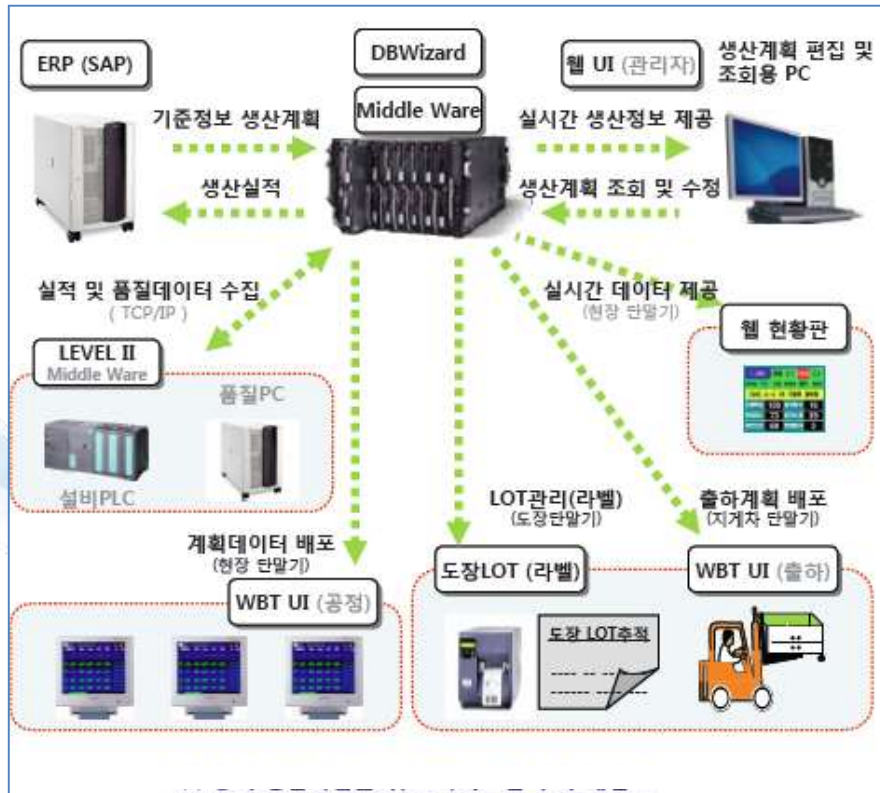 ERP (SAP)
DBWizard
Middle Ware
웹 UI (관리자)
생산계획 편집 및
조회용 PC
기준정보 생산계획
실시간 생산정보 제공
생산실적
생산계획 조회 및 수정
실적 및 품질데이터 수집
( TCP/IP )
실시간 데이터 제공
(현장 단말기)
웹 현황판
LEVEL II
Middle Ware
품질PC
설비PLC
LOT관리(라벨)
(도장단말기)
출하계획 배포
(지게차 단말기)
계획데이터 배포
(현장 단말기)
WBT UI (공정)
도장LOT (라벨)
WBT UI (출하)
도장 LOT추적